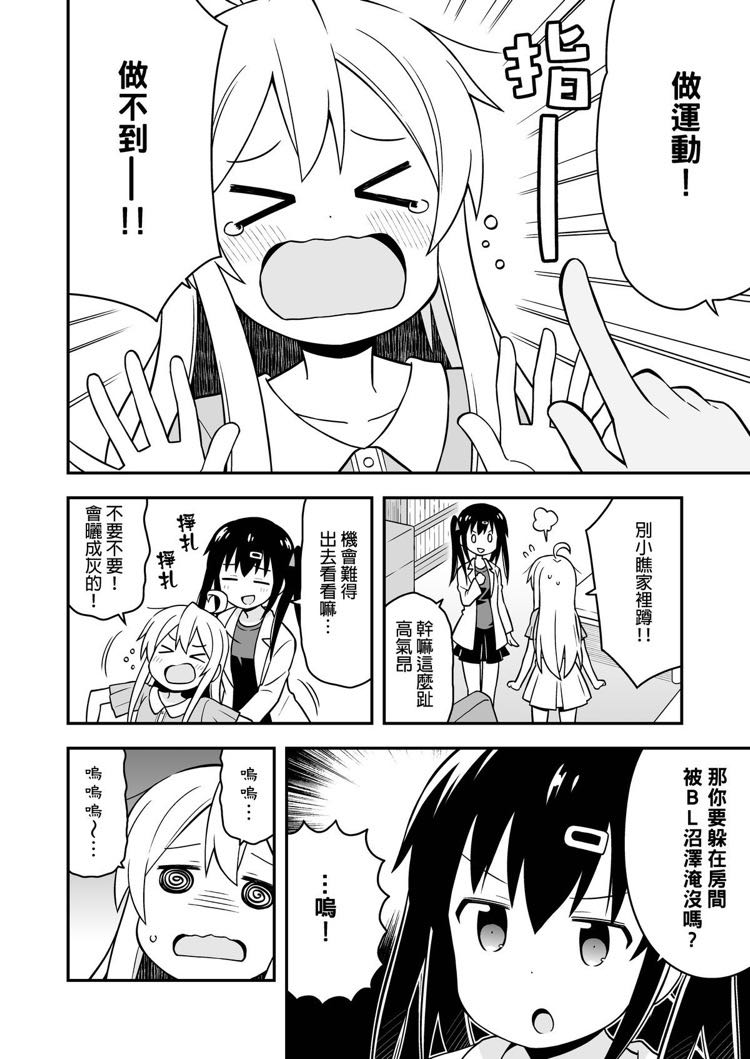 做運動！
指—
做不到—！！
別小瞧家裡蹲！！
幹嘛這麼趾
高氣昂
機會難得
出去看看嘛…
掙扎
掙扎
不要不要！
會曬成灰的！
那你要躲在房間
被BL沼澤淹沒嗎？
…嗚！
嗚嗚…
嗚嗚嗚～…